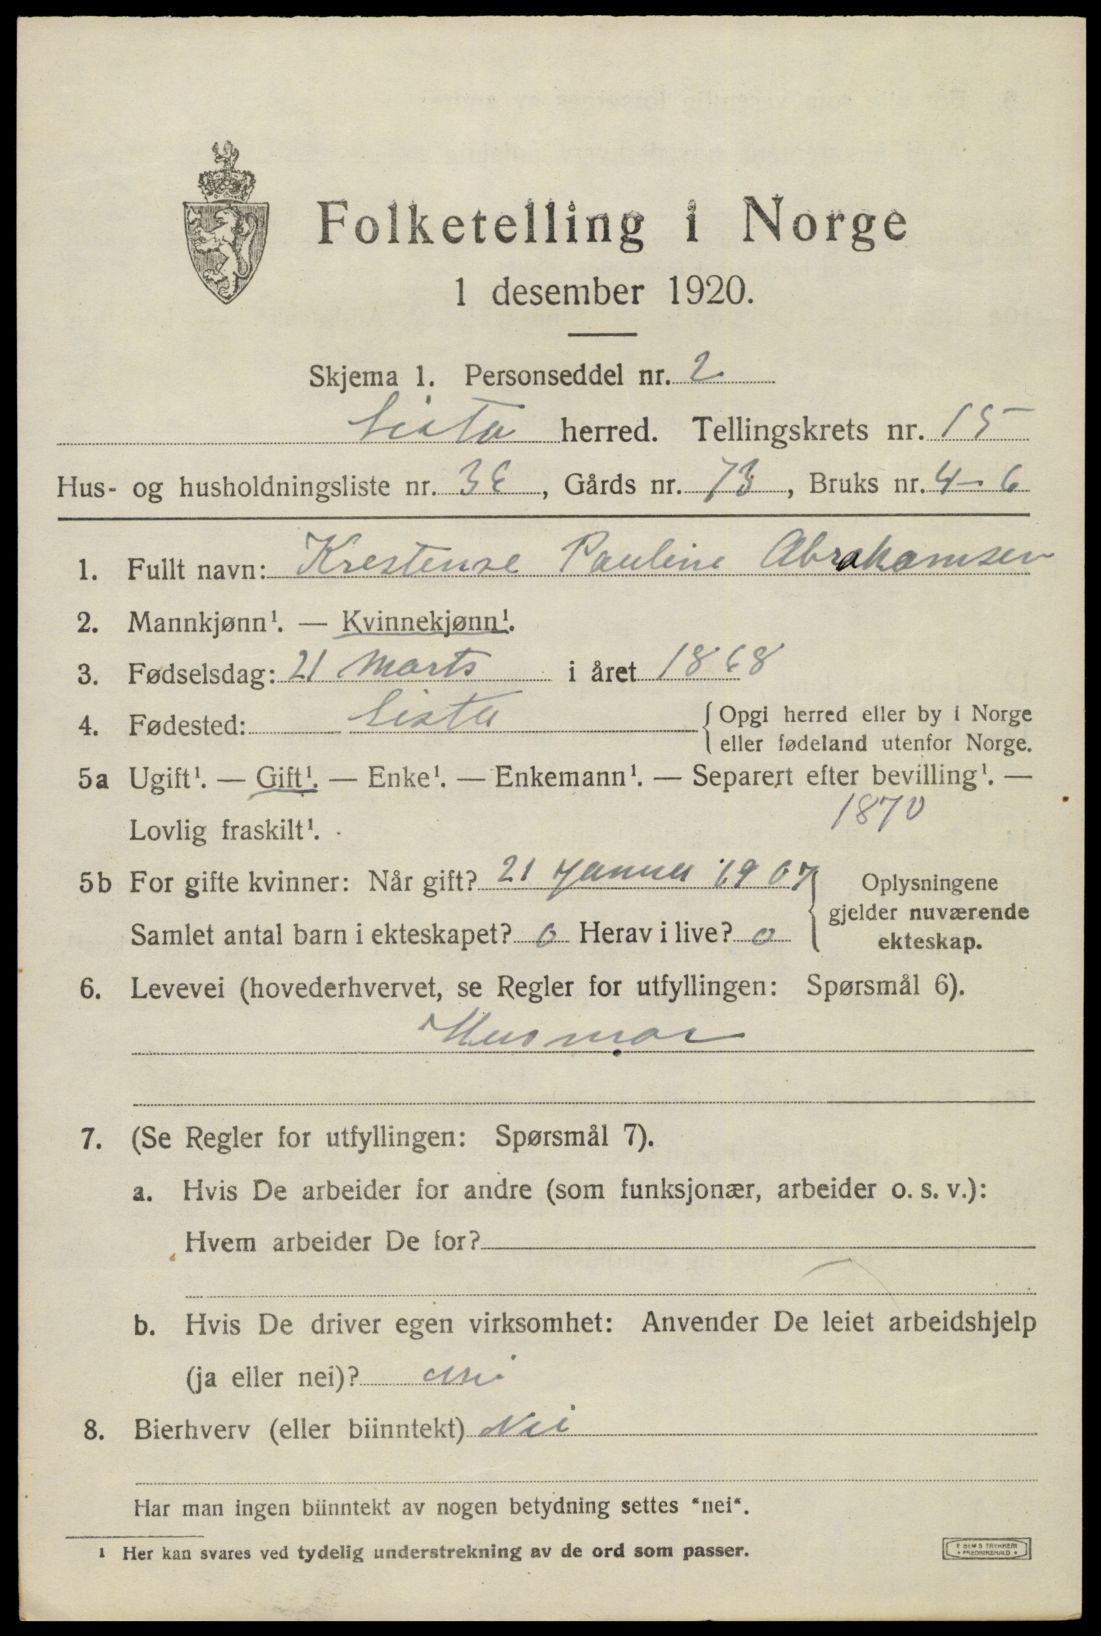 Folketelling i Norge
1 desember 1920.
Skjema 1. Personseddel nr. 2
Lista herred. Tellingskrets nr. 15
Hus- og husholdningsliste nr. 38, Gårds nr. 73, Bruks nr. 4-6
1. Fullt navn: Krestense Pauline Abrahamsen
2. Mannkjønn¹. — Kvinnekjønn¹.
3. Fødselsdag: 21 Marts i året 1868
4. Fødested: Lista { Opgi herred eller by i Norge
eller fødeland utenfor Norge.
5a Ugift¹. — Gift¹. — Enke¹. — Enkemann¹. — Separert efter bevilling¹. —
1870
Lovlig fraskilt¹.
5b For gifte kvinner: Når gift? 21 Januar 1907
Samlet antal barn i ekteskapet? 0 Herav i live? 0
Oplysningene
gjelder nuværende
ekteskap.
6. Levevei (hovederhvervet, se Regler for utfyllingen: Spørsmål 6).
Husmor
7. (Se Regler for utfyllingen: Spørsmål 7).
a. Hvis De arbeider for andre (som funksjonær, arbeider o. s. v.):
Hvem arbeider De for?
b. Hvis De driver egen virksomhet: Anvender De leiet arbeidshjelp
(ja eller nei)? nei
8. Bierhverv (eller biinntekt) Nei
Har man ingen biinntekt av nogen betydning settes "nei".
¹ Her kan svares ved tydelig understrekning av de ord som passer.
TRYKKERI
FREDRIKSHALD